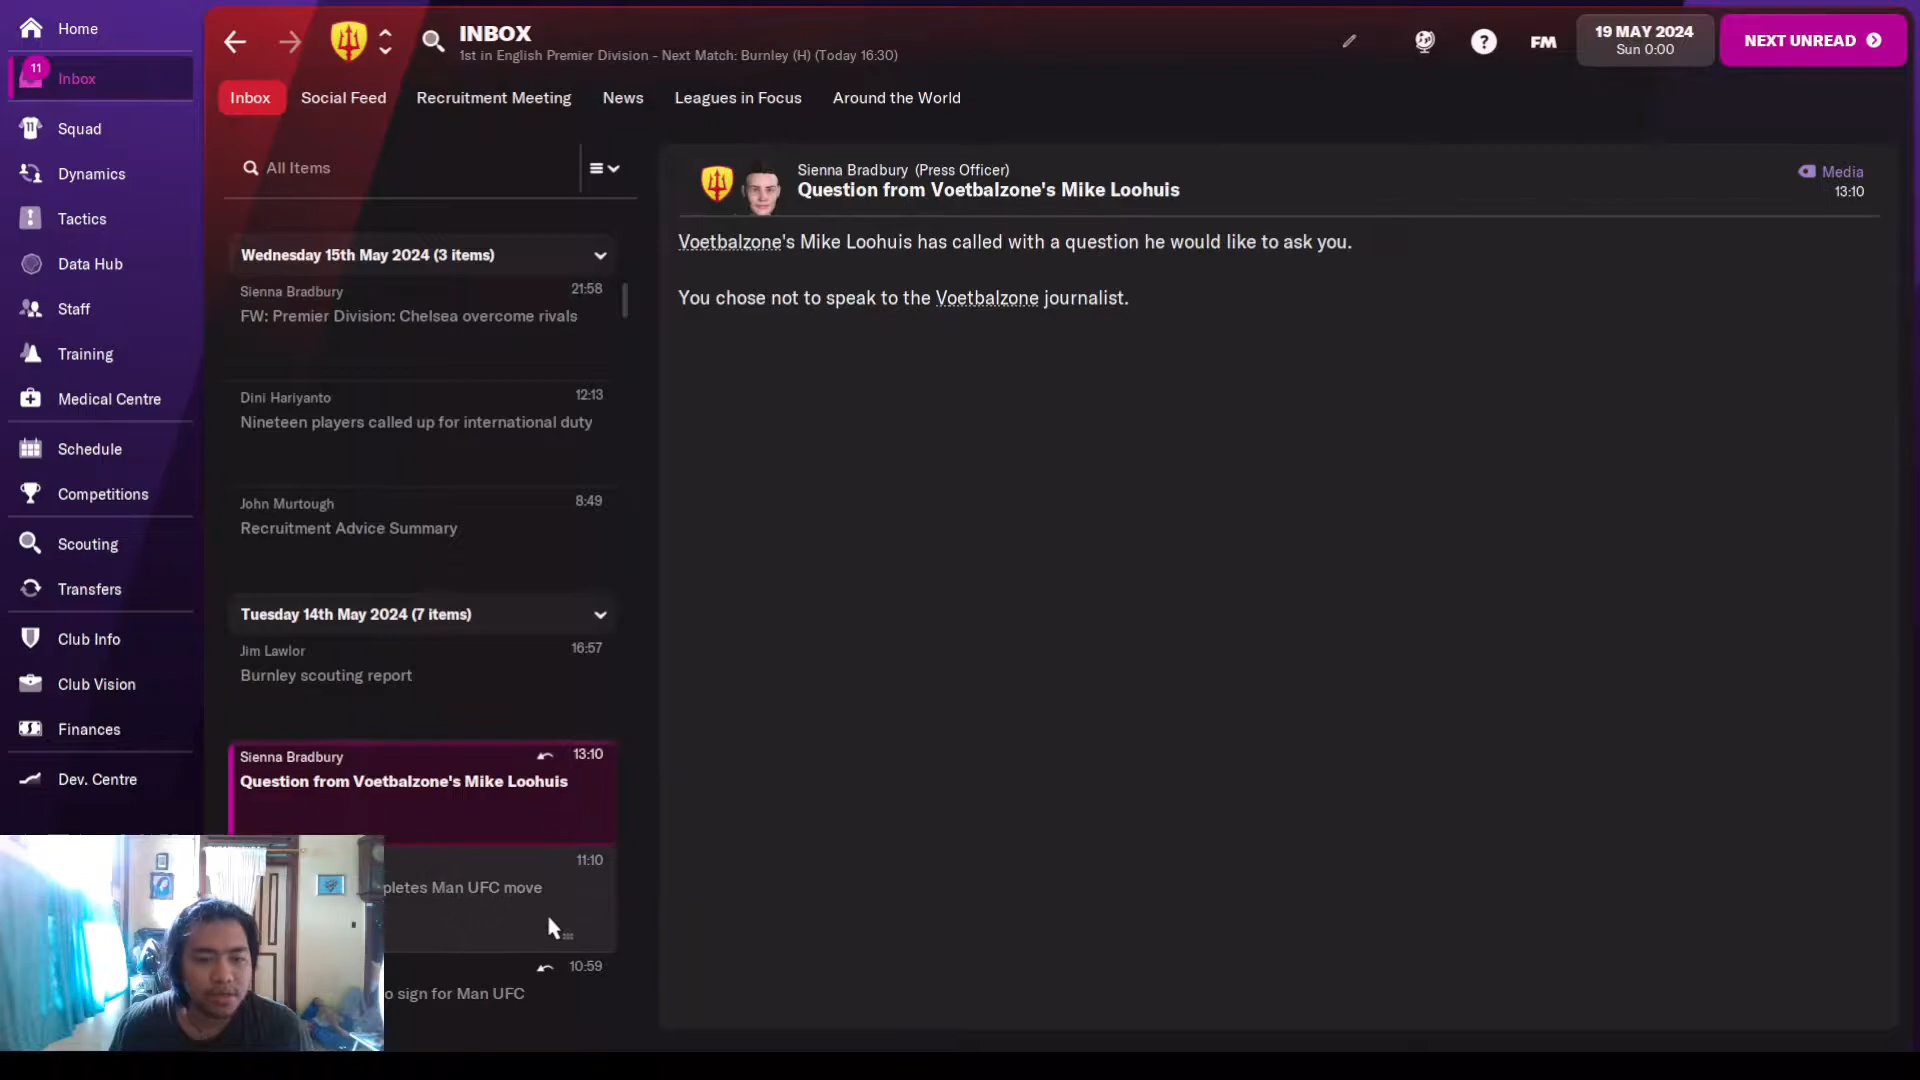 Home
11
Inbox
Squad
Dynamics
Tactics
Data Hub
Staff
Training
Medical Centre
Schedule
Competitions
Scouting
Transfers
Club Info
Club Vision
Finances
Dev. Centre
INBOX
1st in English Premier Division - Next Match: Burnley (H) (Today 16:30)
?
FM
19 MAY 2024
Sun 0:00
NEXT UNREAD
Inbox
Social Feed
Recruitment Meeting
News
Leagues in Focus
Around the World
All Items
Wednesday 15th May 2024 (3 items)
Sienna Bradbury 21:58
FW: Premier Division: Chelsea overcome rivals
Dini Hariyanto 12:13
Nineteen players called up for international duty
John Murtough 8:49
Recruitment Advice Summary
Tuesday 14th May 2024 (7 items)
Jim Lawlor 16:57
Burnley scouting report
Sienna Bradbury 13:10
Question from Voetbalzone's Mike Loohuis
11:10
pletes Man UFC move
10:59
o sign for Man UFC
Sienna Bradbury (Press Officer)
Question from Voetbalzone's Mike Loohuis
Media
13:10
Voetbalzone's Mike Loohuis has called with a question he would like to ask you.
You chose not to speak to the Voetbalzone journalist.